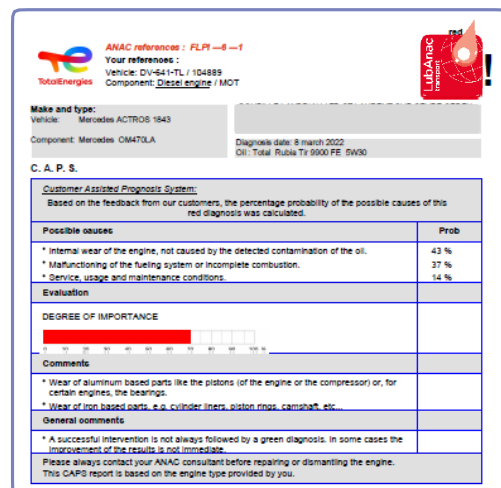 red
!
ANAC references : FLPI —6 —1
Your references :
Vehicle: DV-641-TL / 104889
Component: Diesel engine / MOT
TotalEnergies
LubAnac
transport
Make and type:
Vehicle: Mercedes ACTROS 1843
Component: Mercedes OM470LA
Diagnosis date: 8 march 2022
Oil : Total Rubia Tir 9900 FE 5W30
C. A. P. S.
Customer Assisted Prognosis System:
Based on the feedback from our customers, the percentage probability of the possible causes of this
red diagnosis was calculated.
Possible causes Prob
* Internal wear of the engine, not caused by the detected contamination of the oil. 43 %
* Malfunctioning of the fueling system or incomplete combustion. 37 %
* Service, usage and maintenance conditions. 14 %
Evaluation
DEGREE OF IMPORTANCE
0 10 20 30 40 50 60 70 80 90 100 %
Comments
* Wear of aluminum based parts like the pistons (of the engine or the compressor) or, for
certain engines, the bearings.
* Wear of iron based parts, e.g. cylinder liners, piston rings, camshaft, etc...
General comments
* A successful intervention is not always followed by a green diagnosis. In some cases the
improvement of the results is not immediate.
Please always contact your ANAC consultant before repairing or dismantling the engine.
This CAPS report is based on the engine type provided by you.